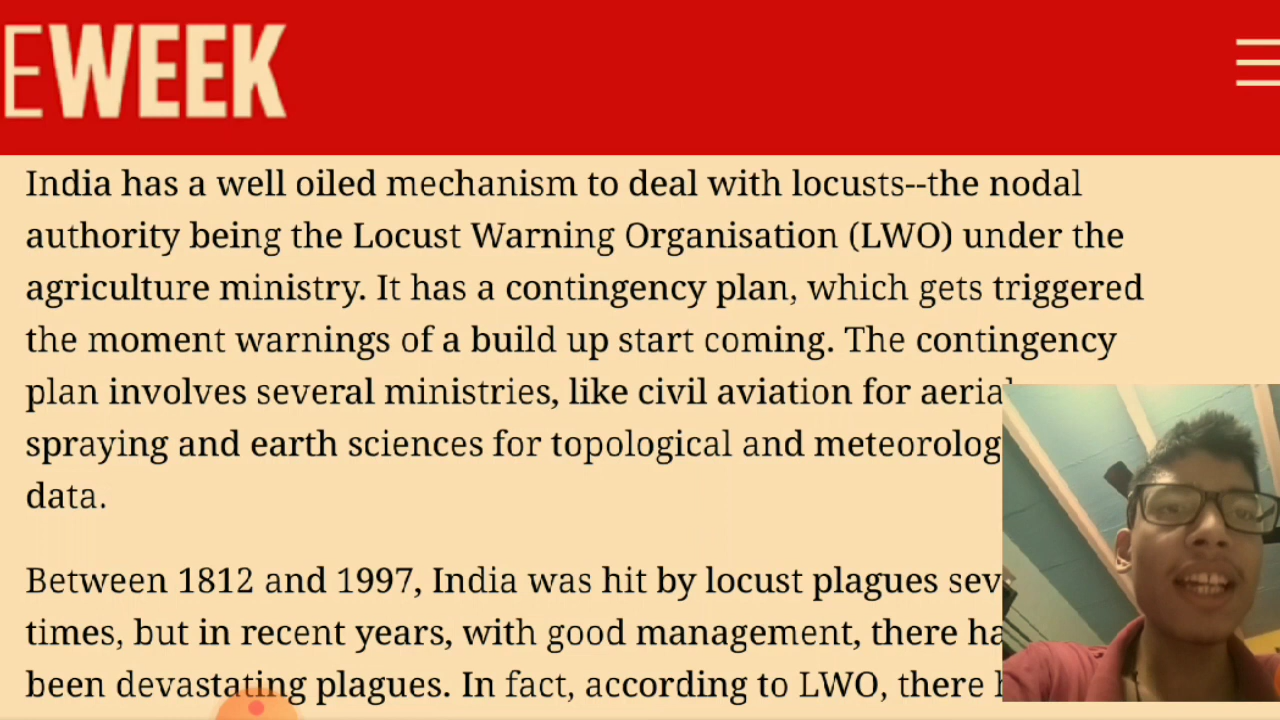 EWEEK
India has a well oiled mechanism to deal with locusts--the nodal
authority being the Locust Warning Organisation (LWO) under the
agriculture ministry. It has a contingency plan, which gets triggered
the moment warnings of a build up start coming. The contingency
plan involves several ministries, like civil aviation for aerial
spraying and earth sciences for topological and meteorolog
data.
Between 1812 and 1997, India was hit by locust plagues sev
times, but in recent years, with good management, there ha
been devastating plagues. In fact, according to LWO, there